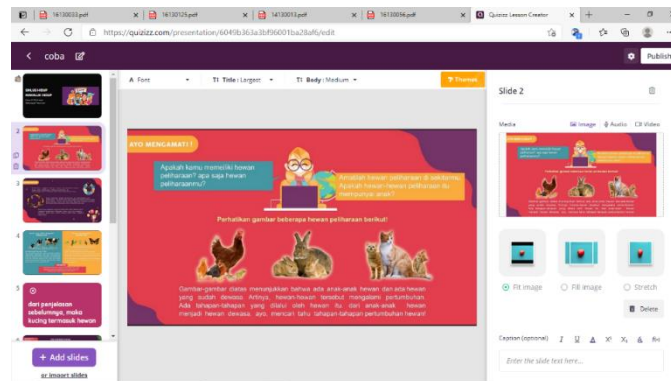 16130033.pdf
16130125.pdf
14130013.pdf
16130056.pdf
Quizizz Lesson Creator
https://quizizz.com/presentation/6049b363a3bf96001ba28af6/edit
coba
Publish
A Font
TI Title : Largest
TI Body : Medium
Themes
Slide 2
Media
Image
Audio
Video
AYO MENGAMATI !
Apakah kamu memiliki hewan
peliharaan? apa saja hewan
peliharaanmu?
Amatilah hewan peliharaan di sekitarmu.
Apakah hewan-hewan peliharaan itu
mempunyai anak?
Perhatikan gambar beberapa hewan peliharaan berikut!
Gambar-gambar diatas menunjukkan bahwa ada anak-anak hewan dan ada hewan
yang sudah dewasa. Artinya, hewan-hewan tersebut mengalami pertumbuhan.
Ada tahapan-tahapan yang dilalui oleh hewan itu dari anak-anak hewan
menjadi hewan dewasa. ayo, mencari tahu tahapan-tahapan pertumbuhan hewan!
2
3
4
5
dari penjelasan
sebelumnya, maka
kucing termasuk hewan
+ Add slides
or import slides
Fit image
Fill image
Stretch
Delete
Caption (optional)
Enter the slide text here...